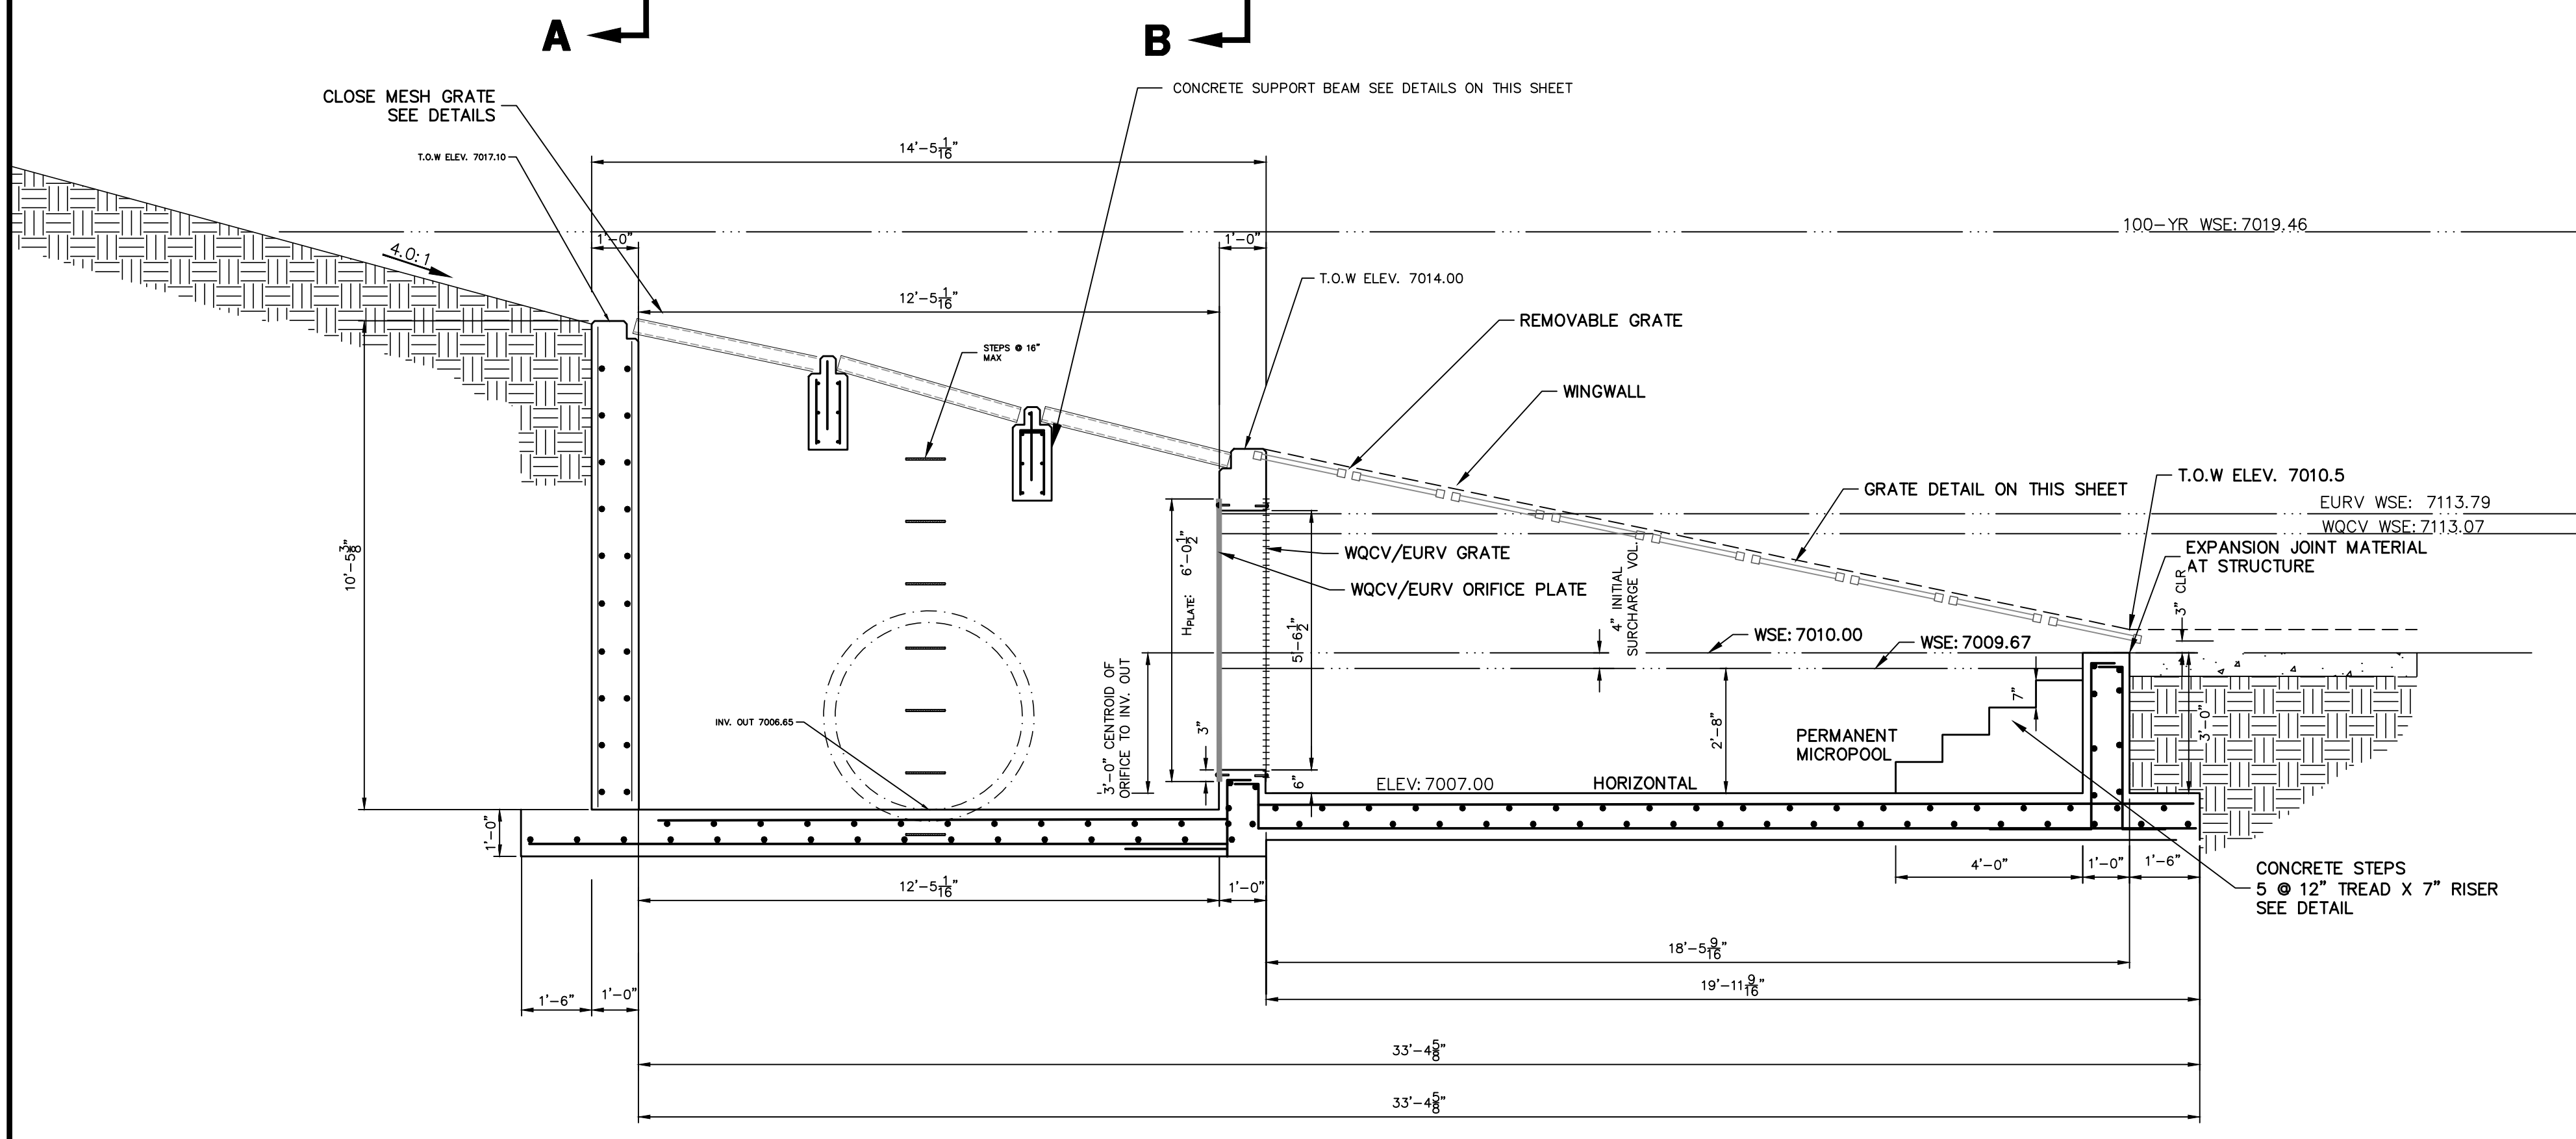 A
B
CONCRETE SUPPORT BEAM SEE DETAILS ON THIS SHEET
CLOSE MESH GRATE
SEE DETAILS
T.O.W ELEV. 7017.10
14'-5 1/16"
100-YR WSE: 7019.46
1'-0"
1'-0"
4.0:1
T.O.W ELEV. 7014.00
12'-5 1/16"
REMOVABLE GRATE
STEPS @ 16"
MAX
WINGWALL
T.O.W ELEV. 7010.5
GRATE DETAIL ON THIS SHEET
EURV WSE: 7113.79
WQCV WSE: 7113.07
10'-5 3/8"
HPLATE: 6'-0 1/2"
WQCV/EURV GRATE
WQCV/EURV ORIFICE PLATE
EXPANSION JOINT MATERIAL
AT STRUCTURE
4" INITIAL
SURCHARGE VOL.
3" CLR
5'-6 1/2"
WSE: 7010.00
WSE: 7009.67
3'-0" CENTROID OF
ORIFICE TO INV. OUT
INV. OUT 7006.65
3"
2'-8"
7"
PERMANENT
MICROPOOL
3'-0"
6"
ELEV: 7007.00
HORIZONTAL
1'-0"
4'-0"
1'-0"
1'-6"
CONCRETE STEPS
5 @ 12" TREAD X 7" RISER
SEE DETAIL
12'-5 1/16"
1'-0"
18'-5 9/16"
19'-11 9/16"
1'-6"
1'-0"
33'-4 5/8"
33'-4 5/8"